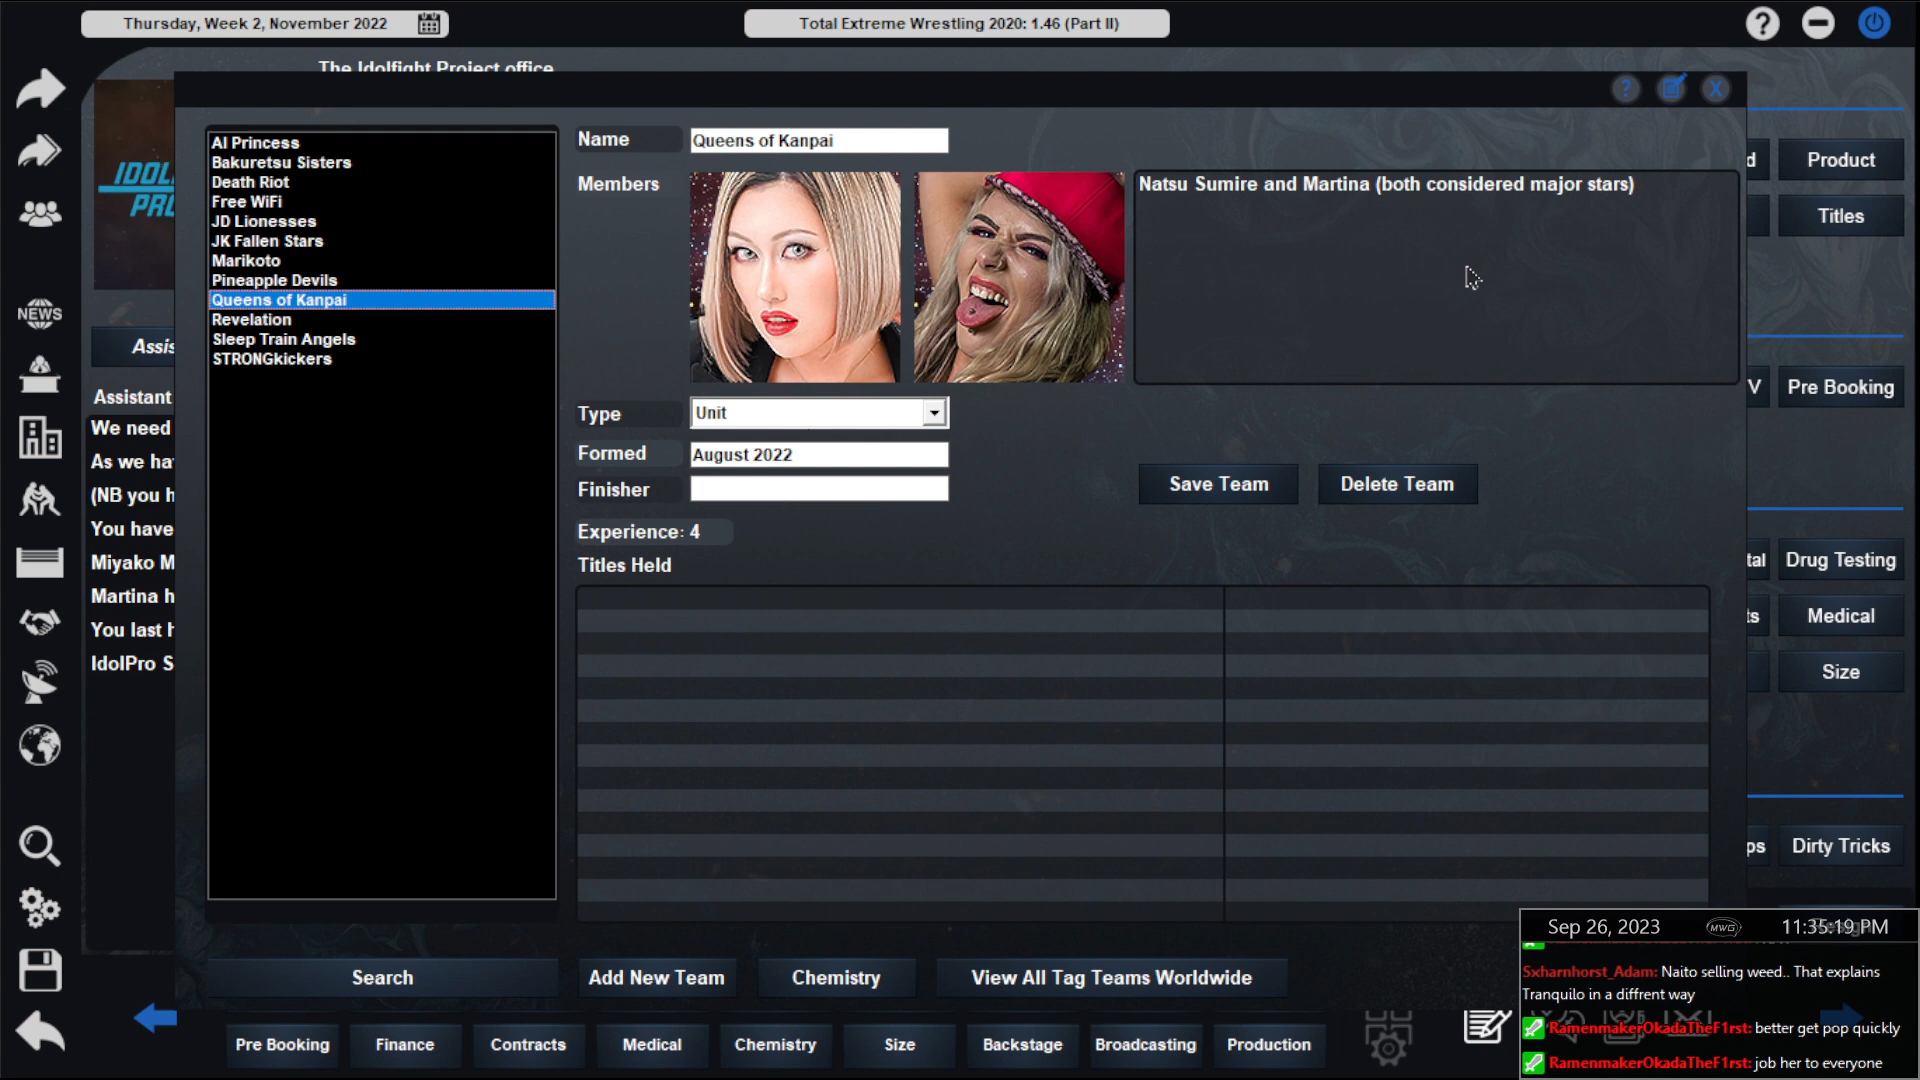 Thursday, Week 2, November 2022
Total Extreme Wrestling 2020: 1.46 (Part II)
The Idolfight Project office
IDOL
PRO
NEWS
AI Princess
Bakuretsu Sisters
Death Riot
Free WiFi
JD Lionesses
JK Fallen Stars
Marikoto
Pineapple Devils
Queens of Kanpai
Revelation
Sleep Train Angels
STRONGkickers
Name
Queens of Kanpai
Members
Natsu Sumire and Martina (both considered major stars)
Type
Unit
Formed
August 2022
Finisher
Experience: 4
Titles Held
Save Team
Delete Team
Assis
Assistant
We need
As we ha
(NB you h
You have
Miyako M
Martina h
You last h
IdolPro S
d
Product
Titles
V
Pre Booking
tal
Drug Testing
ts
Medical
Size
ps
Dirty Tricks
Search
Add New Team
Chemistry
View All Tag Teams Worldwide
Pre Booking
Finance
Contracts
Medical
Chemistry
Size
Backstage
Broadcasting
Production
Sep 26, 2023
MWG
11:35:19 PM
Sxharnhorst_Adam: Naito selling weed.. That explains
Tranquilo in a diffrent way
RamenmakerOkadaTheF1rst: better get pop quickly
RamenmakerOkadaTheF1rst: job her to everyone